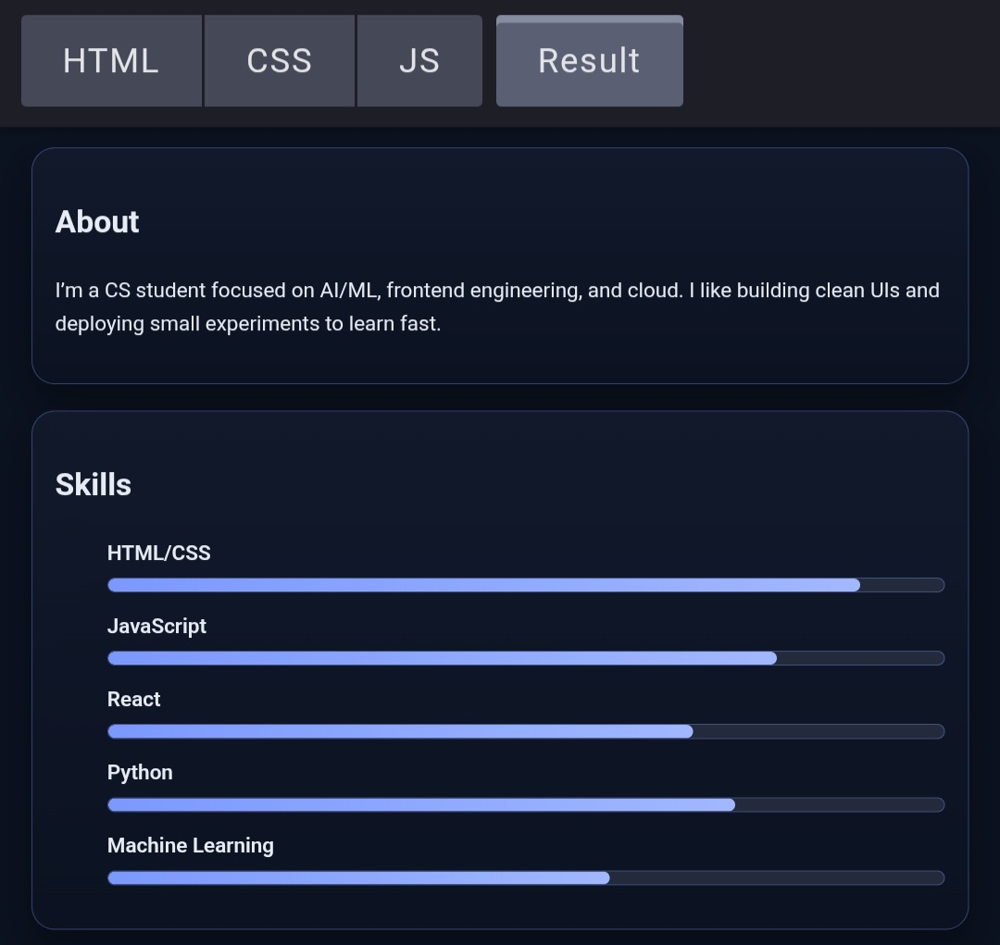 HTML
CSS
JS
Result
About
I’m a CS student focused on AI/ML, frontend engineering, and cloud. I like building clean UIs and
deploying small experiments to learn fast.
Skills
HTML/CSS
JavaScript
React
Python
Machine Learning